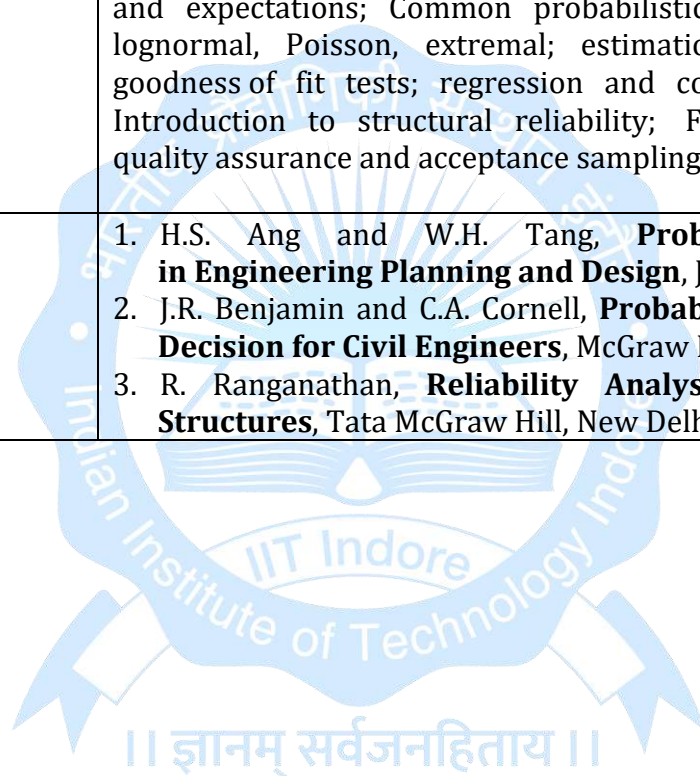 and expectations; Common probabilistic
lognormal, Poisson, extremal; estimatio
goodness of fit tests; regression and co
Introduction to structural reliability; F
quality assurance and acceptance sampling
1. H.S. Ang and W.H. Tang, Prob
in Engineering Planning and Design, J
2. J.R. Benjamin and C.A. Cornell, Probab
Decision for Civil Engineers, McGraw
3. R. Ranganathan, Reliability Analys
Structures, Tata McGraw Hill, New Delh
भारतीय प्रौद्योगिकी संस्थान इंदौर
Indian Institute of Technology Indore
IIT Indore
।। ज्ञानम् सर्वजनहिताय ।।